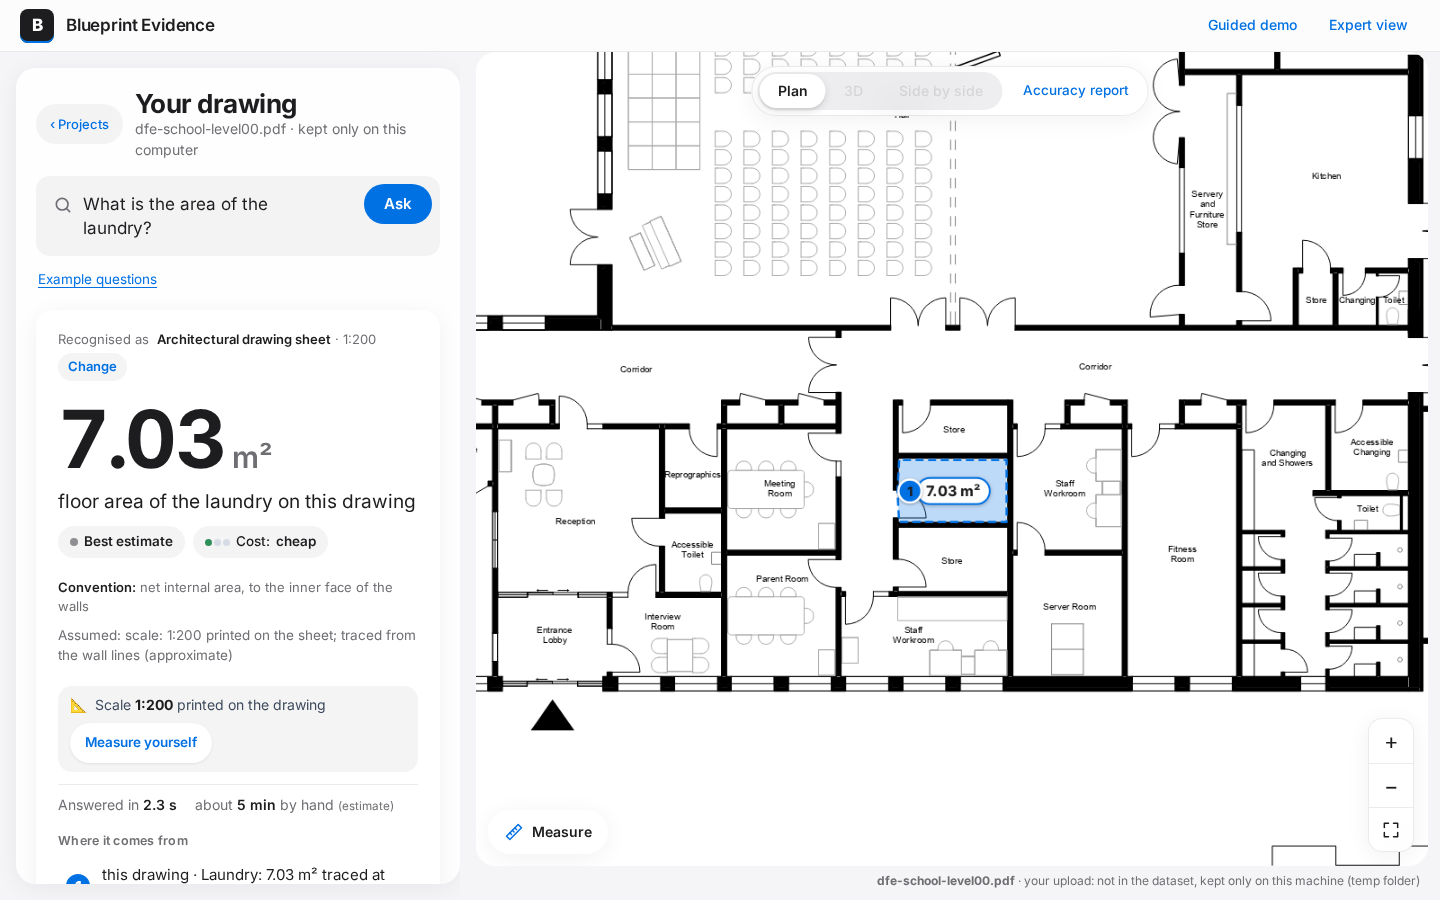 B Blueprint Evidence
Guided demo
Expert view
‹ Projects
Your drawing
dfe-school-level00.pdf · kept only on this
computer
What is the area of the
laundry?
Ask
Example questions
Recognised as Architectural drawing sheet · 1:200
Change
7.03 m²
floor area of the laundry on this drawing
Best estimate
Cost: cheap
Convention: net internal area, to the inner face of the
walls
Assumed: scale: 1:200 printed on the sheet; traced from
the wall lines (approximate)
Scale 1:200 printed on the drawing
Measure yourself
Answered in 2.3 s about 5 min by hand (estimate)
Where it comes from
this drawing · Laundry: 7.03 m² traced at
Plan
3D
Side by side
Accuracy report
Kitchen
Servery
and
Furniture
Store
Store
Changing
Toilet
Corridor
Corridor
Reception
Reprographics
Accessible
Toilet
Meeting
Room
Parent Room
Entrance
Lobby
Interview
Room
Store
1
7.03 m²
Store
Staff
Workroom
Staff
Workroom
Server Room
Fitness
Room
Changing
and Showers
Accessible
Changing
Toilet
Measure
+
−
dfe-school-level00.pdf · your upload: not in the dataset, kept only on this machine (temp folder)